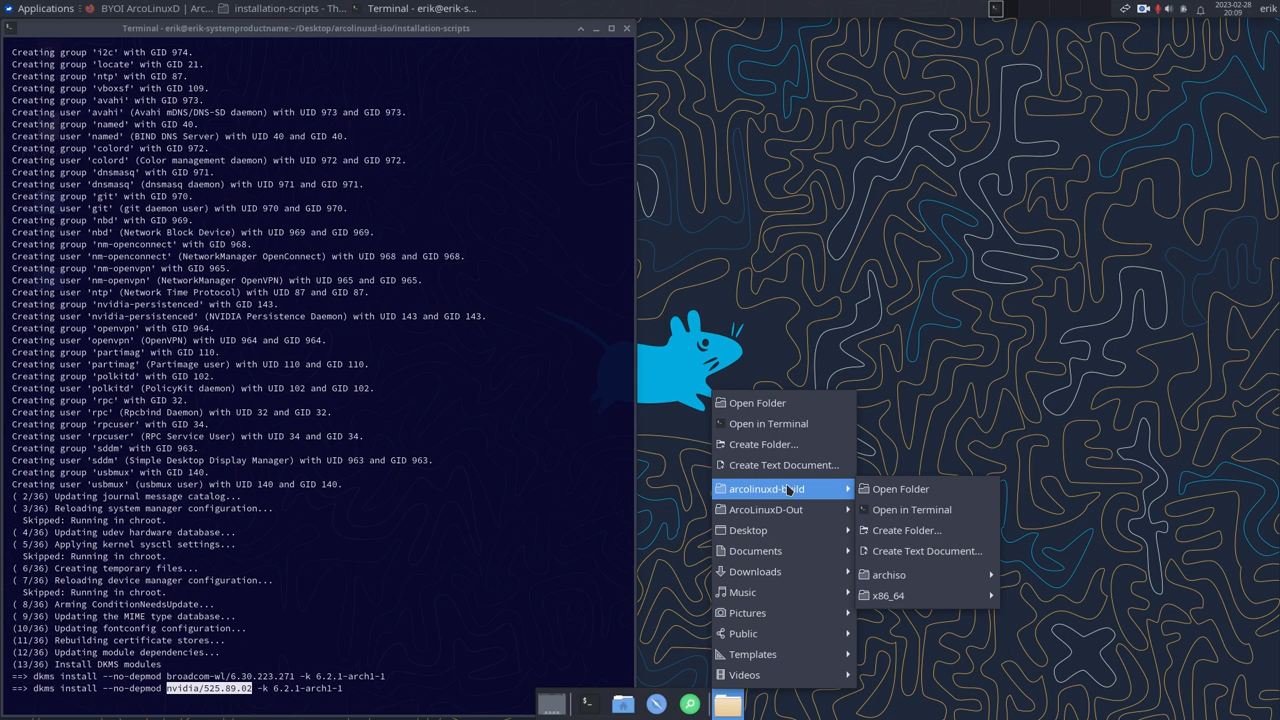 Applications
BYOI ArcoLinuxD | Arc...
installation-scripts - Th...
Terminal - erik@erik-s...
2023-02-28
20:09
erik
Terminal - erik@erik-systemproductname:~/Desktop/arcolinuxd-iso/installation-scripts
Creating group 'i2c' with GID 974.
Creating group 'locate' with GID 21.
Creating group 'ntp' with GID 87.
Creating group 'vboxsf' with GID 109.
Creating group 'avahi' with GID 973.
Creating user 'avahi' (Avahi mDNS/DNS-SD daemon) with UID 973 and GID 973.
Creating group 'named' with GID 40.
Creating user 'named' (BIND DNS Server) with UID 40 and GID 40.
Creating group 'colord' with GID 972.
Creating user 'colord' (Color management daemon) with UID 972 and GID 972.
Creating group 'dnsmasq' with GID 971.
Creating user 'dnsmasq' (dnsmasq daemon) with UID 971 and GID 971.
Creating group 'git' with GID 970.
Creating user 'git' (git daemon user) with UID 970 and GID 970.
Creating group 'nbd' with GID 969.
Creating user 'nbd' (Network Block Device) with UID 969 and GID 969.
Creating group 'nm-openconnect' with GID 968.
Creating user 'nm-openconnect' (NetworkManager OpenConnect) with UID 968 and GID 968.
Creating group 'nm-openvpn' with GID 965.
Creating user 'nm-openvpn' (NetworkManager OpenVPN) with UID 965 and GID 965.
Creating user 'ntp' (Network Time Protocol) with UID 87 and GID 87.
Creating group 'nvidia-persistenced' with GID 143.
Creating user 'nvidia-persistenced' (NVIDIA Persistence Daemon) with UID 143 and GID 143.
Creating group 'openvpn' with GID 964.
Creating user 'openvpn' (OpenVPN) with UID 964 and GID 964.
Creating group 'partimag' with GID 110.
Creating user 'partimag' (Partimage user) with UID 110 and GID 110.
Creating group 'polkitd' with GID 102.
Creating user 'polkitd' (PolicyKit daemon) with UID 102 and GID 102.
Creating group 'rpc' with GID 32.
Creating user 'rpc' (Rpcbind Daemon) with UID 32 and GID 32.
Creating group 'rpcuser' with GID 34.
Creating user 'rpcuser' (RPC Service User) with UID 34 and GID 34.
Creating group 'sddm' with GID 963.
Creating user 'sddm' (Simple Desktop Display Manager) with UID 963 and GID 963.
Creating group 'usbmux' with GID 140.
Creating user 'usbmux' (usbmux user) with UID 140 and GID 140.
( 2/36) Updating journal message catalog...
( 3/36) Reloading system manager configuration...
Skipped: Running in chroot.
( 4/36) Updating udev hardware database...
( 5/36) Applying kernel sysctl settings...
Skipped: Running in chroot.
( 6/36) Creating temporary files...
( 7/36) Reloading device manager configuration...
Skipped: Running in chroot.
( 8/36) Arming ConditionNeedsUpdate...
( 9/36) Updating the MIME type database...
(10/36) Updating fontconfig configuration...
(11/36) Rebuilding certificate stores...
(12/36) Updating module dependencies...
(13/36) Install DKMS modules
==> dkms install --no-depmod broadcom-wl/6.30.223.271 -k 6.2.1-arch1-1
==> dkms install --no-depmod nvidia/525.89.02 -k 6.2.1-arch1-1
Open Folder
Open in Terminal
Create Folder...
Create Text Document...
arcolinuxd-build
ArcoLinuxD-Out
Desktop
Documents
Downloads
Music
Pictures
Public
Templates
Videos
Open Folder
Open in Terminal
Create Folder...
Create Text Document...
archiso
x86_64